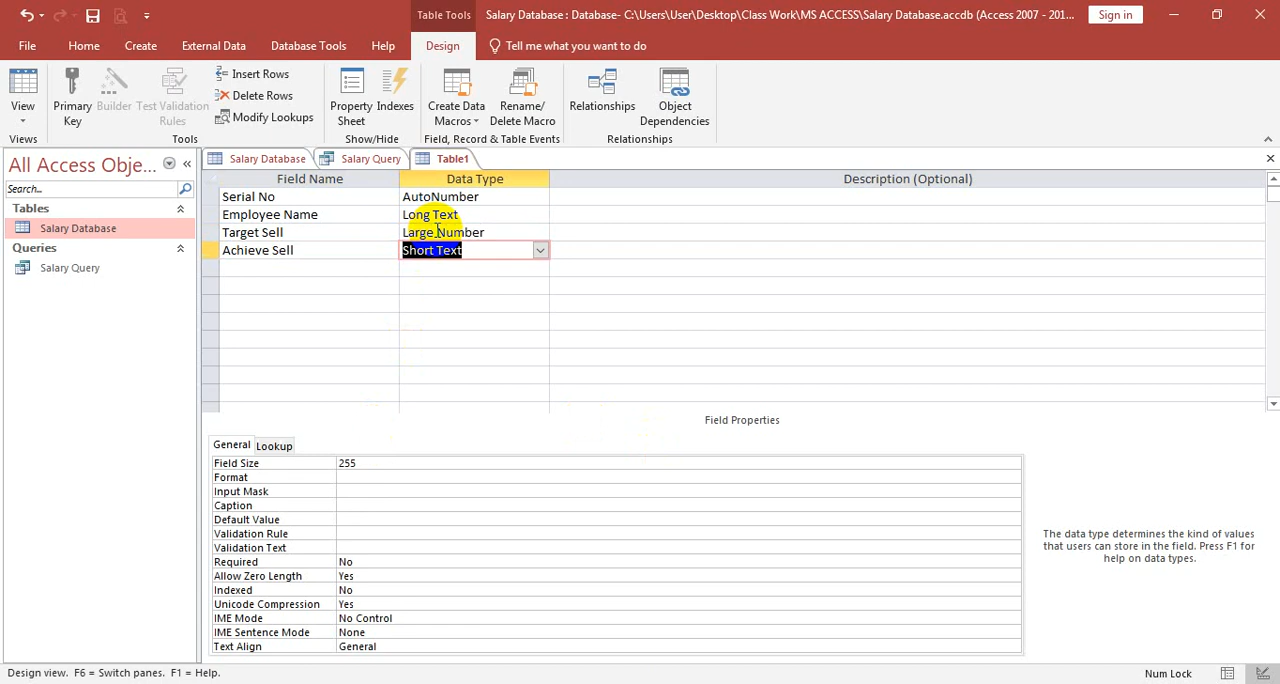 Table Tools
Salary Database : Database- C:\Users\User\Desktop\Class Work\MS ACCESS\Salary Database.accdb (Access 2007 - 201...
Sign in
File
Home
Create
External Data
Database Tools
Help
Design
Tell me what you want to do
View
Views
Primary Key
Builder
Test Validation Rules
Insert Rows
Delete Rows
Modify Lookups
Tools
Property Sheet
Indexes
Show/Hide
Create Data Macros
Rename/ Delete Macro
Field, Record & Table Events
Relationships
Object Dependencies
Relationships
All Access Obje...
Search...
Tables
Salary Database
Queries
Salary Query
Salary Database
Salary Query
Table1
Field Name Data Type Description (Optional)
Serial No AutoNumber
Employee Name Long Text
Target Sell Large Number
Achieve Sell Short Text
Field Properties
General
Lookup
Field Size 255
Format
Input Mask
Caption
Default Value
Validation Rule
Validation Text
Required No
Allow Zero Length Yes
Indexed No
Unicode Compression Yes
IME Mode No Control
IME Sentence Mode None
Text Align General
The data type determines the kind of values
that users can store in the field. Press F1 for
help on data types.
Design view. F6 = Switch panes. F1 = Help.
Num Lock